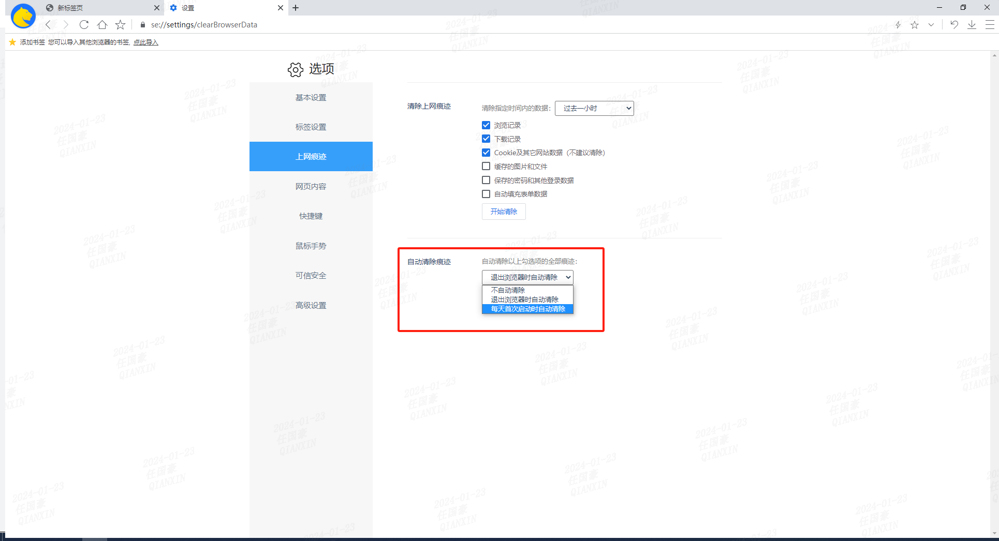 新标签页
设置
se://settings/clearBrowserData
添加书签 您可以导入其他浏览器的书签, 点此导入
选项
基本设置
标签设置
上网痕迹
网页内容
快捷键
鼠标手势
可信安全
高级设置
清除上网痕迹
清除指定时间内的数据: 过去一小时
浏览记录
下载记录
Cookie及其它网站数据（不建议清除）
缓存的图片和文件
保存的密码和其他登录数据
自动填充表单数据
开始清除
自动清除痕迹
自动清除以上勾选项的全部痕迹:
退出浏览器时自动清除
不自动清除
退出浏览器时自动清除
每天首次启动时自动清除
2024-01-23
任国豪
QIANXIN